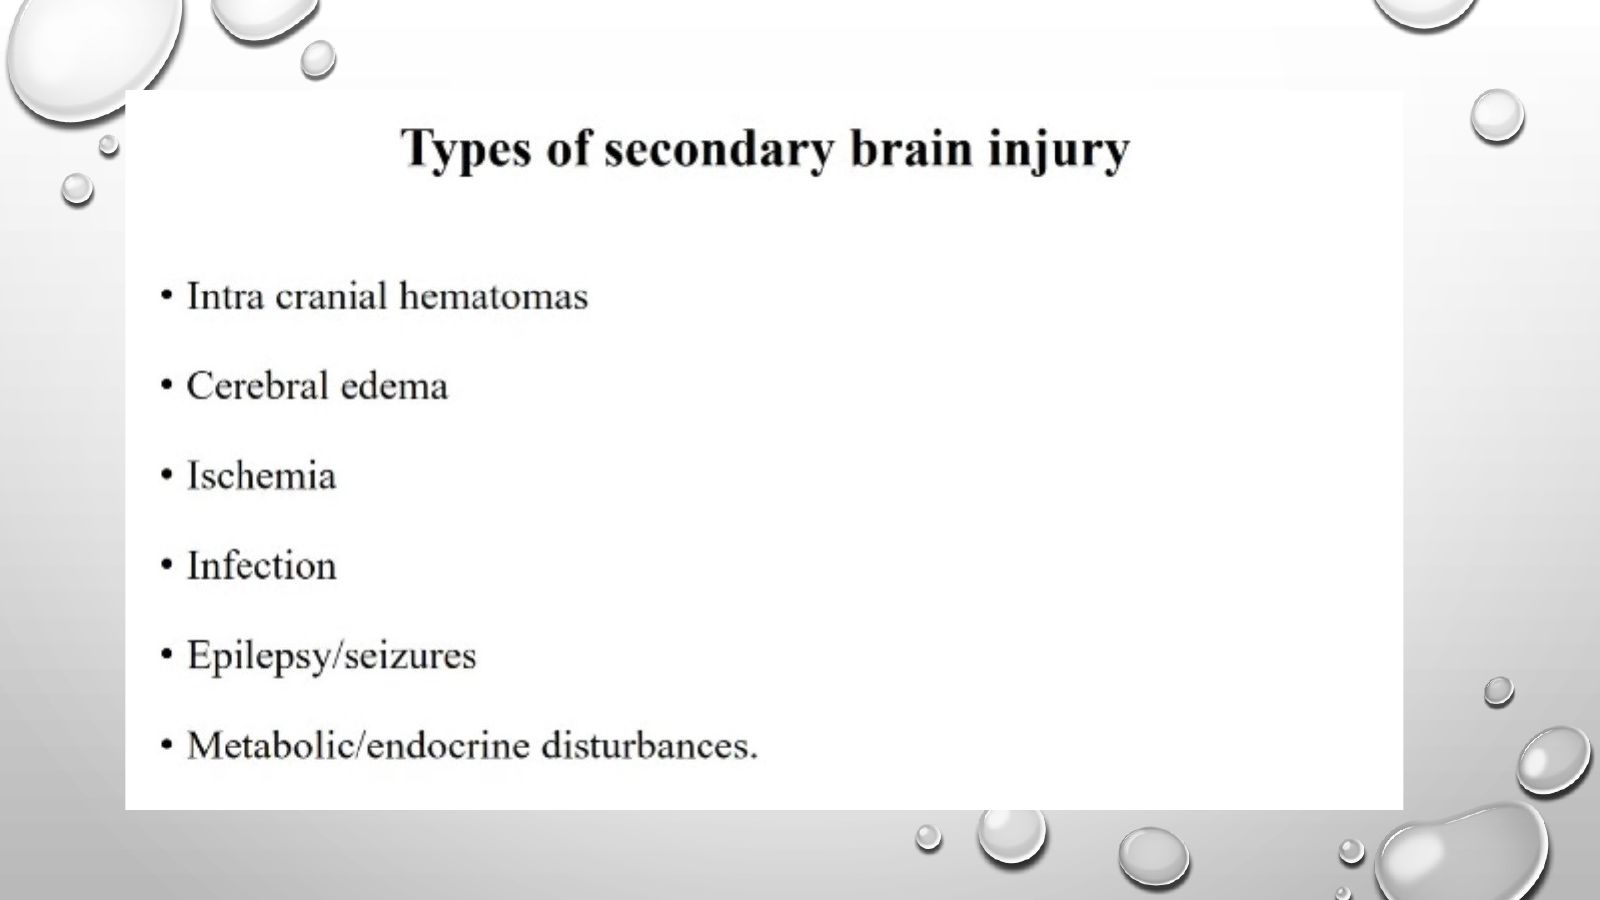 Types of secondary brain injury
• Intra cranial hematomas
• Cerebral edema
• Ischemia
• Infection
• Epilepsy/seizures
• Metabolic/endocrine disturbances.